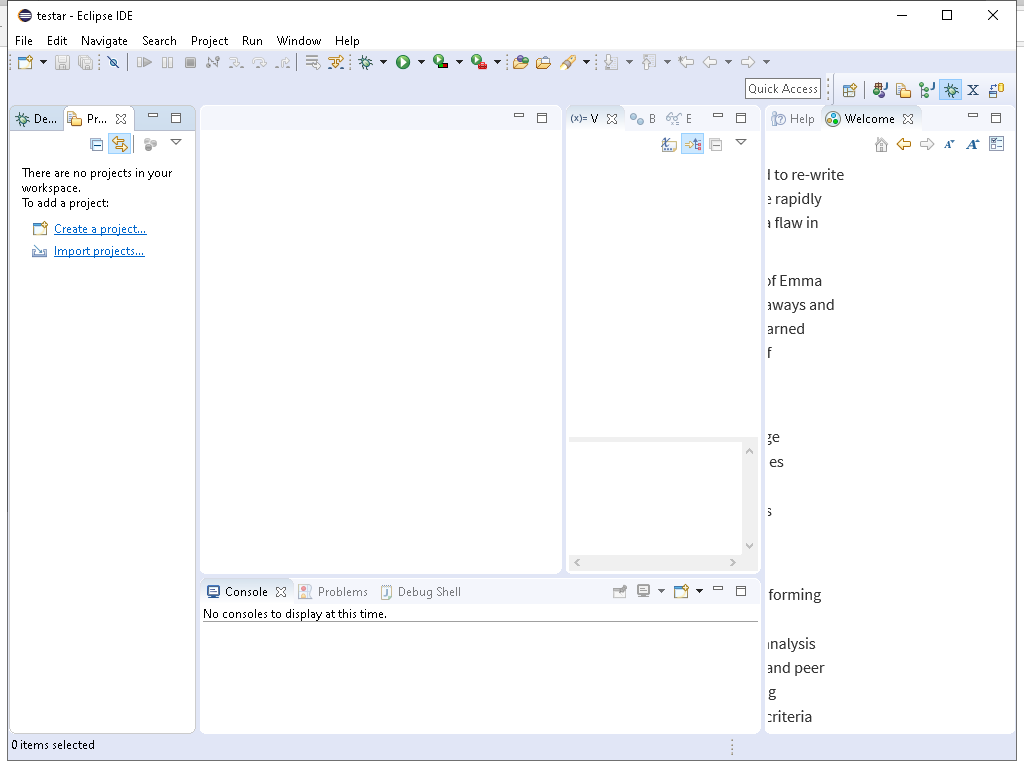 testar - Eclipse IDE
File Edit Navigate Search Project Run Window Help
Quick Access
De... Pr...
(x)= V B E
Help Welcome
There are no projects in your
workspace.
To add a project:
Create a project...
Import projects...
to re-write
rapidly
flaw in
of Emma
aways and
arned
f
ge
es
s
forming
analysis
and peer
g
criteria
Console Problems Debug Shell
No consoles to display at this time.
0 items selected